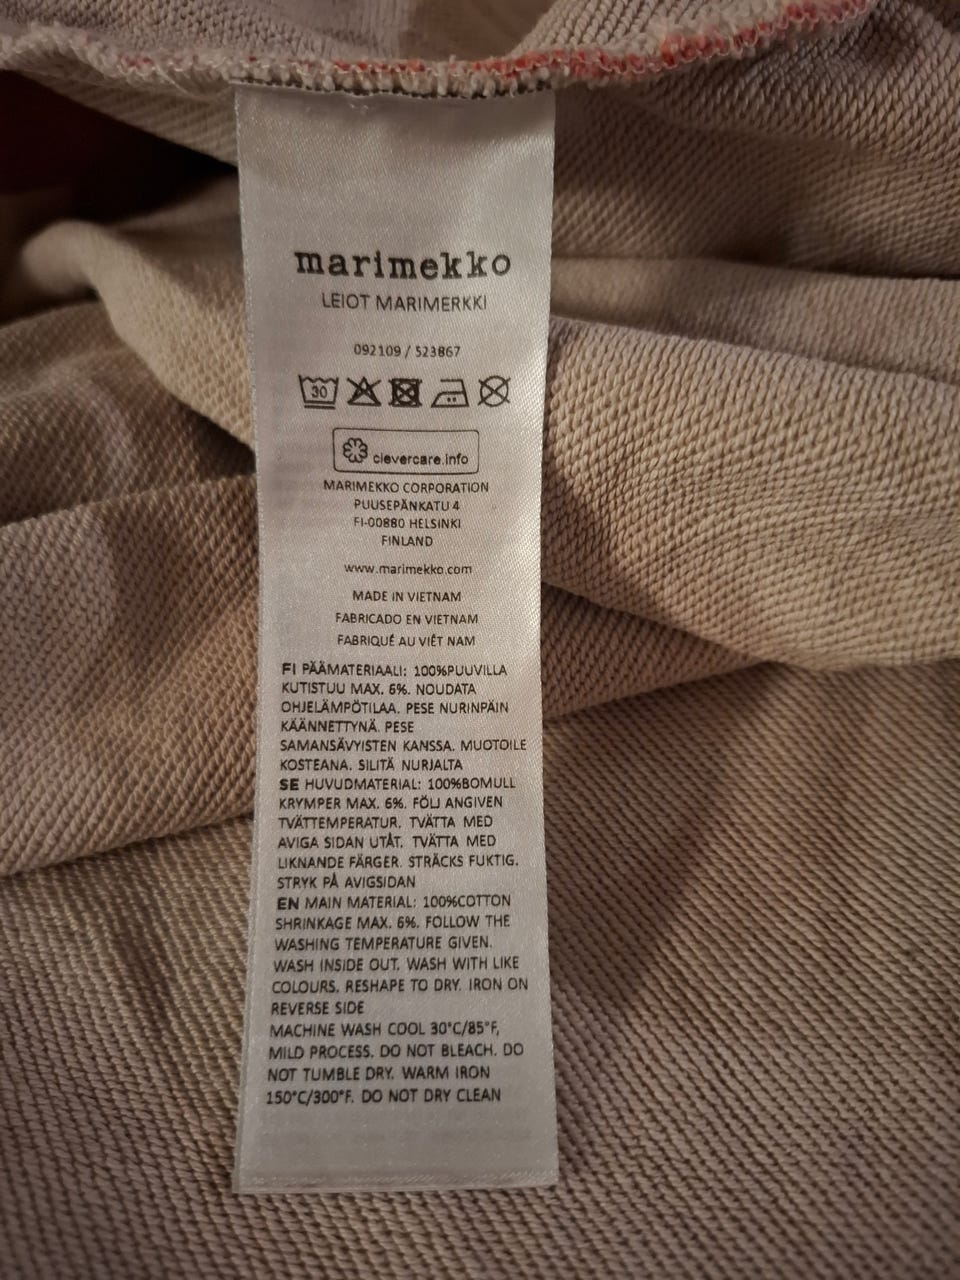 marimekko
LEIOT MARIMERKKI
092109 / 523867
30
clevercare.info
MARIMEKKO CORPORATION
PUUSEPÄNKATU 4
FI-00880 HELSINKI
FINLAND
www.marimekko.com
MADE IN VIETNAM
FABRICADO EN VIETNAM
FABRIQUÉ AU VIÊT NAM
FI PÄÄMATERIAALI: 100%PUUVILLA
KUTISTUU MAX. 6%. NOUDATA
OHJELÄMPÖTILAA. PESE NURINPÄIN
KÄÄNNETTYNÄ. PESE
SAMANSÄVYISTEN KANSSA. MUOTOILE
KOSTEANA. SILITÄ NURJALTA
SE HUVUDMATERIAL: 100%BOMULL
KRYMPER MAX. 6%. FÖLJ ANGIVEN
TVÄTTEMPERATUR. TVÄTTA MED
AVIGA SIDAN UTÅT. TVÄTTA MED
LIKNANDE FÄRGER. STRÄCKS FUKTIG.
STRYK PÅ AVIGSIDAN
EN MAIN MATERIAL: 100%COTTON
SHRINKAGE MAX. 6%. FOLLOW THE
WASHING TEMPERATURE GIVEN.
WASH INSIDE OUT. WASH WITH LIKE
COLOURS. RESHAPE TO DRY. IRON ON
REVERSE SIDE
MACHINE WASH COOL 30°C/85°F,
MILD PROCESS. DO NOT BLEACH. DO
NOT TUMBLE DRY. WARM IRON
150°C/300°F. DO NOT DRY CLEAN